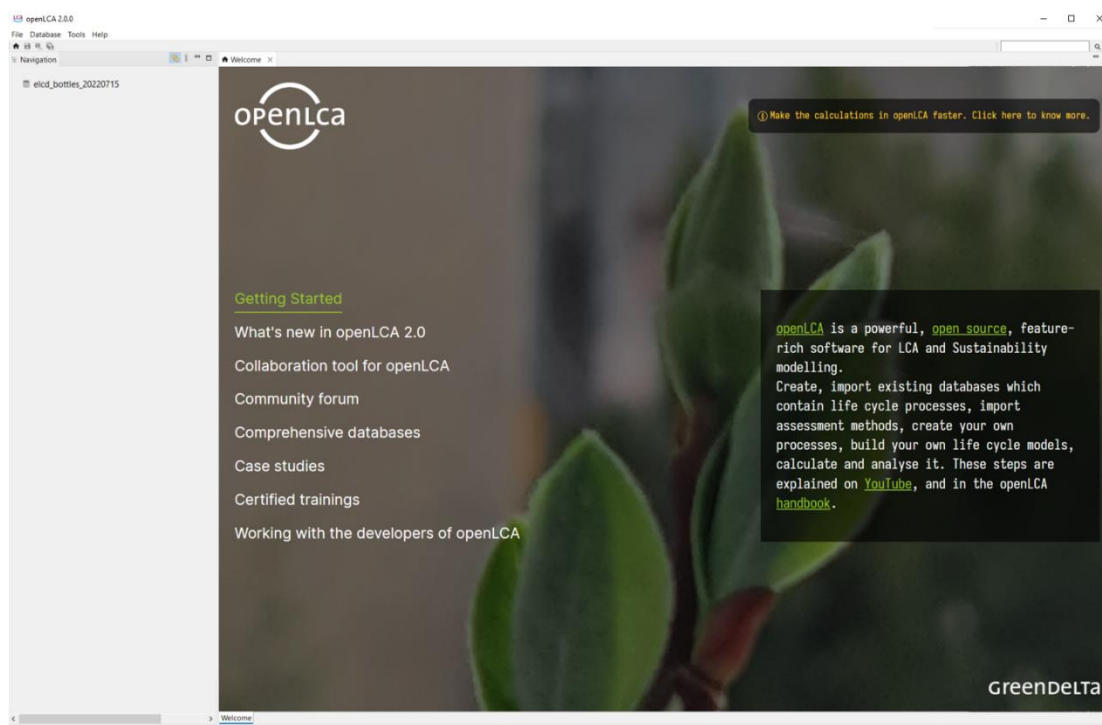 openLCA 2.0.0
File Database Tools Help
Navigation
Welcome
elcd_bottles_20220715
openLCa
Make the calculations in openLCA faster. Click here to know more.
Getting Started
What's new in openLCA 2.0
Collaboration tool for openLCA
Community forum
Comprehensive databases
Case studies
Certified trainings
Working with the developers of openLCA
openLCA is a powerful, open source, feature-
rich software for LCA and Sustainability
modelling.
Create, import existing databases which
contain life cycle processes, import
assessment methods, create your own
processes, build your own life cycle models,
calculate and analyse it. These steps are
explained on YouTube, and in the openLCA
handbook.
GreenDeLTa
Welcome